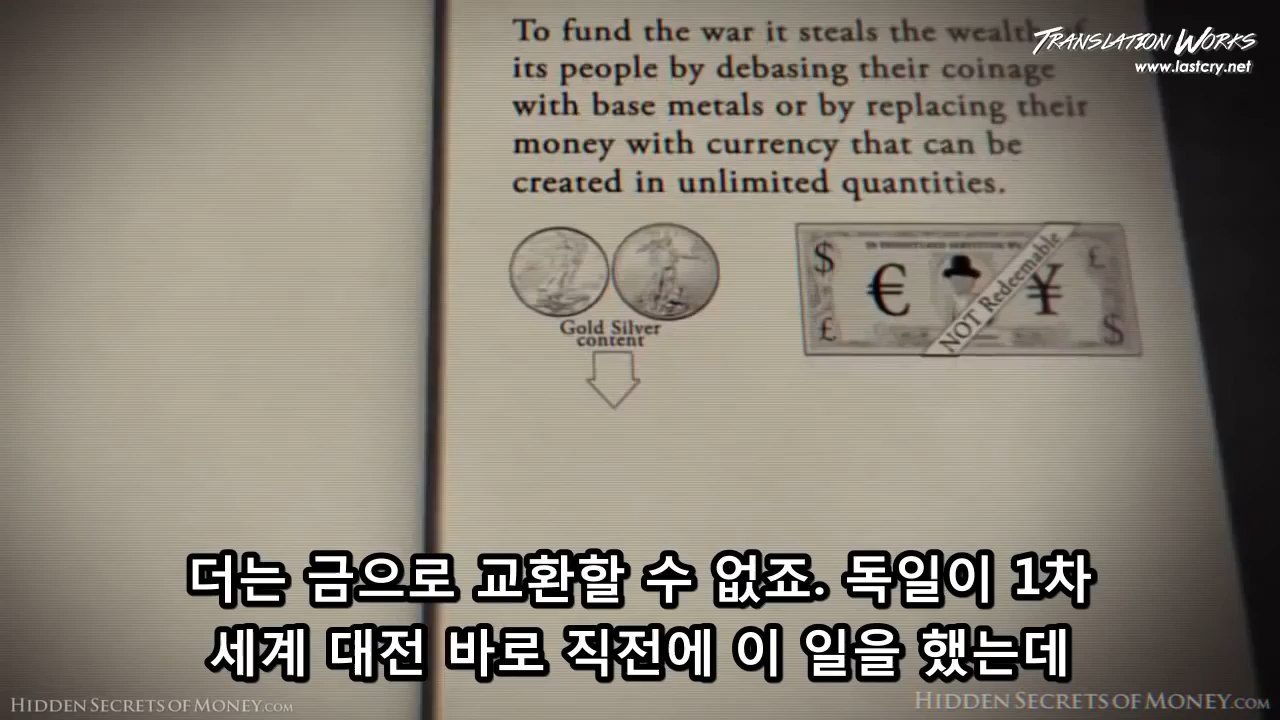 To fund the war it steals the wealth of
its people by debasing their coinage
with base metals or by replacing their
money with currency that can be
created in unlimited quantities.
TRANSLATION WORKS
www.lastcry.net
Gold Silver
content
$ € ¥ £
£ $
NOT Redeemable
더는 금으로 교환할 수 없죠. 독일이 1차
세계 대전 바로 직전에 이 일을 했는데
HIDDEN SECRETS OF MONEY.COM
HIDDEN SECRETS OF MONEY.COM